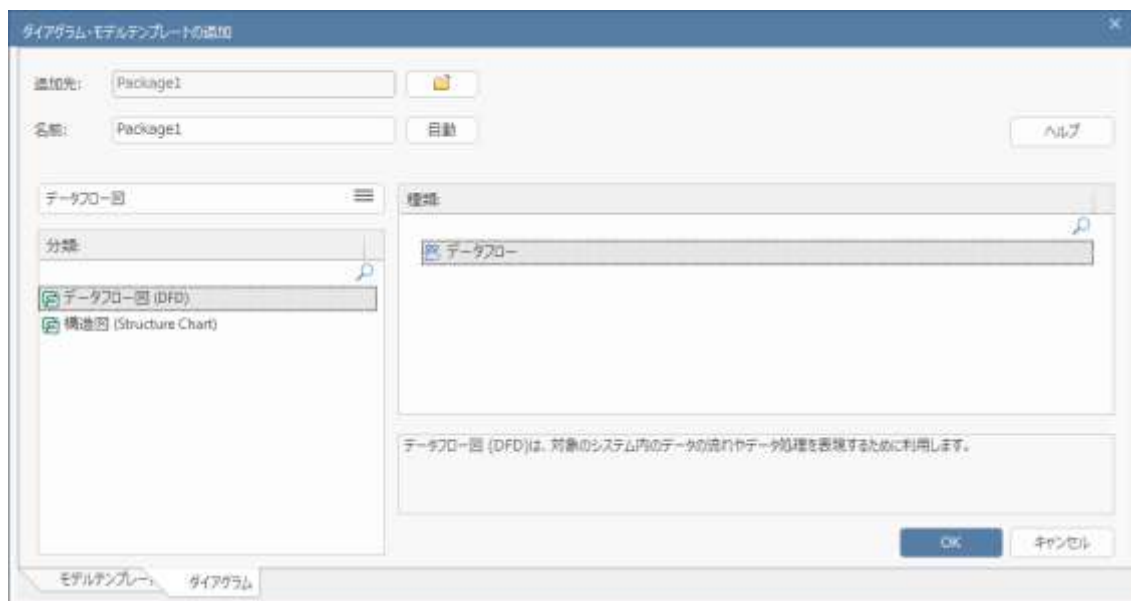 ダイアグラム・モデルテンプレートの追加
追加先: Package1
名前: Package1 自動 ヘルプ
データフロー図
種類:
分類:
データフロー
データフロー図 (DFD)
構造図 (Structure Chart)
データフロー図 (DFD)は、対象のシステム内のデータの流れやデータ処理を表現するために利用します。
OK キャンセル
モデルテンプレート ダイアグラム